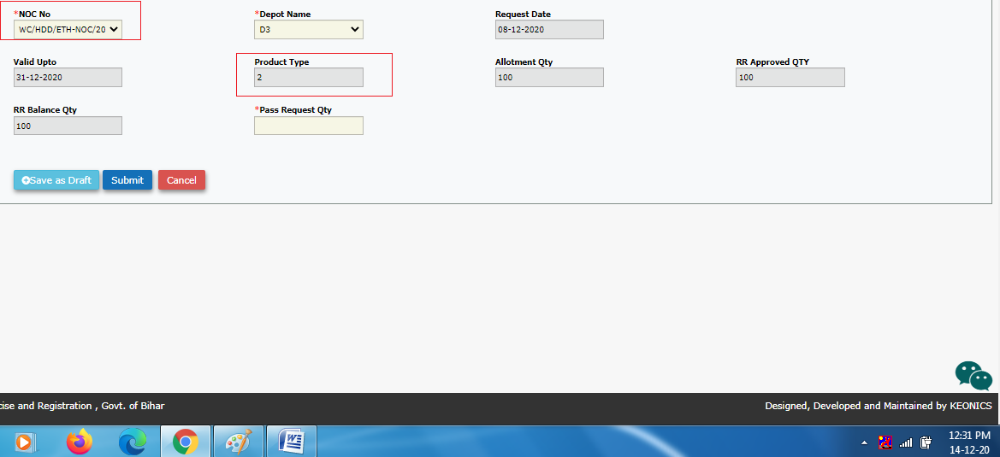 *NOC No
*Depot Name
Request Date
WC/HDD/ETH-NOC/20
D3
08-12-2020
Valid Upto
Product Type
Allotment Qty
RR Approved QTY
31-12-2020
2
100
100
RR Balance Qty
*Pass Request Qty
100
Save as Draft
Submit
Cancel
cise and Registration , Govt. of Bihar
Designed, Developed and Maintained by KEONICS
12:31 PM
14-12-20